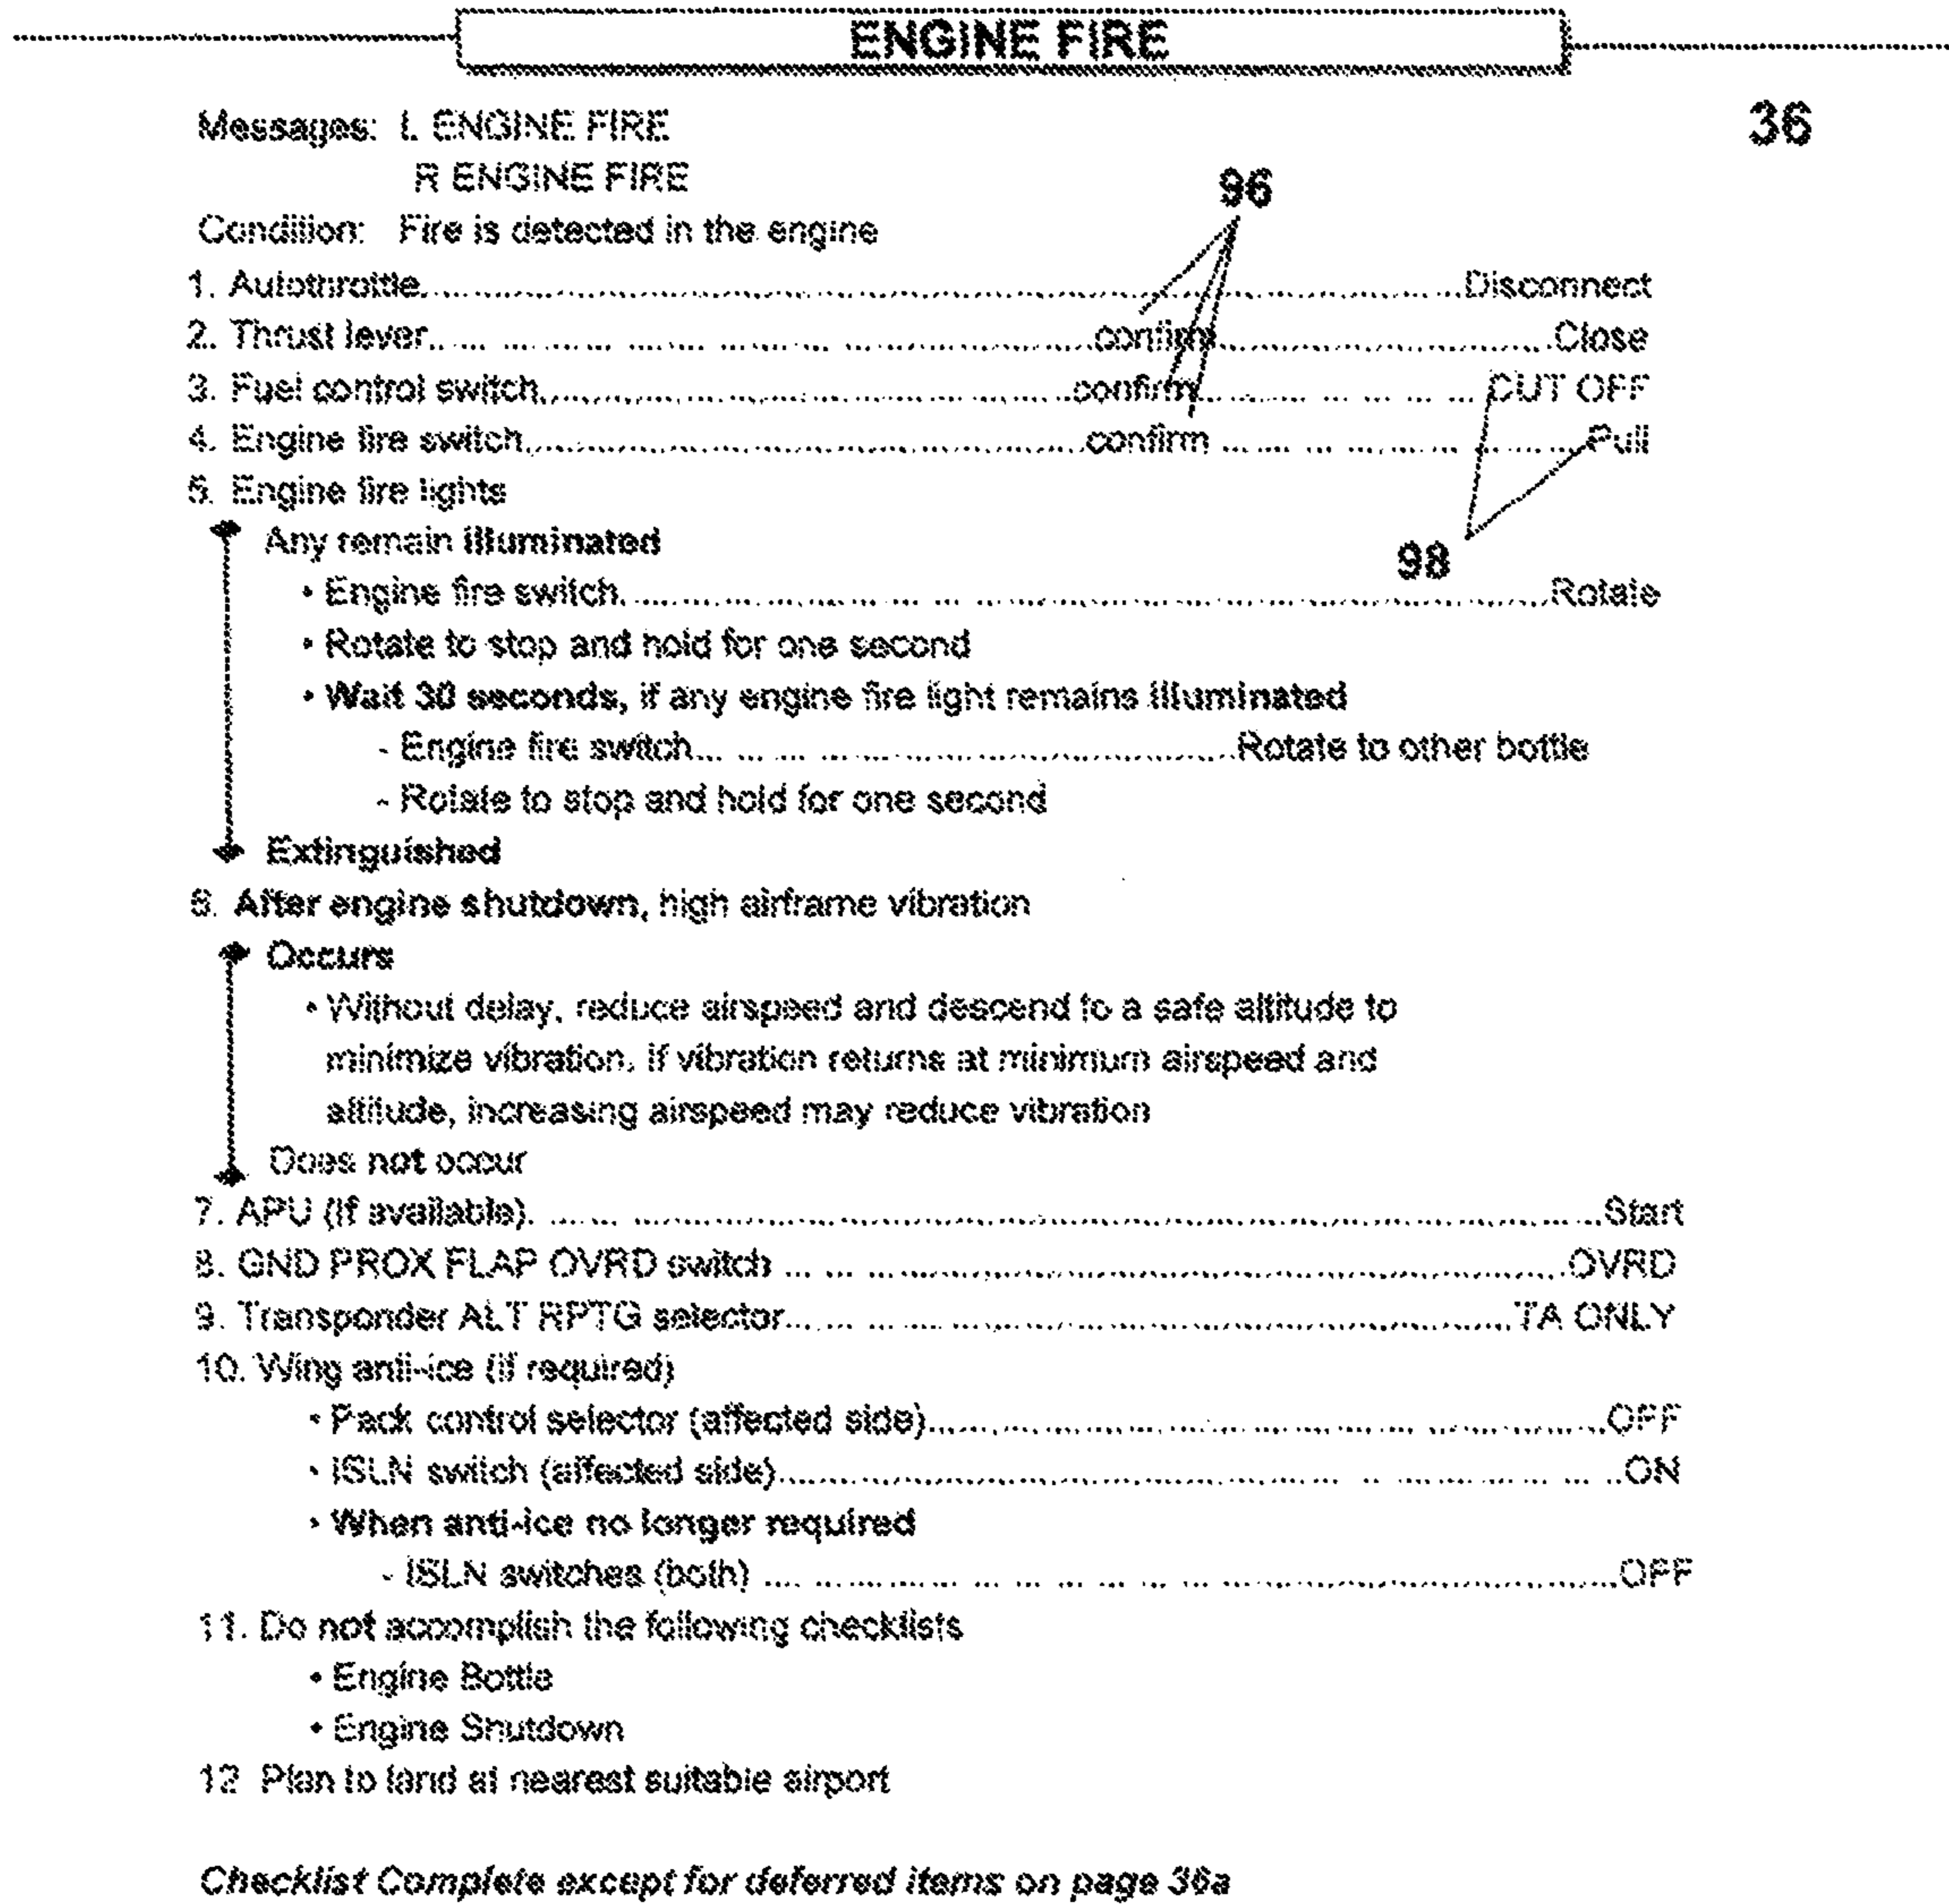 ENGINE FIRE
36
Messages: L ENGINE FIRE
R ENGINE FIRE
96
Condition: Fire is detected in the engine
1. Autothrottle..........Disconnect
2. Thrust lever..........confirm..........Close
3. Fuel control switch..........confirm..........CUT OFF
4. Engine fire switch..........confirm..........Pull
5. Engine fire lights
Any remain illuminated
98
• Engine fire switch..........Rotate
• Rotate to stop and hold for one second
• Wait 30 seconds, if any engine fire light remains illuminated
- Engine fire switch..........Rotate to other bottle
- Rotate to stop and hold for one second
Extinguished
6. After engine shutdown, high airframe vibration
Occurs
• Without delay, reduce airspeed and descend to a safe altitude to
minimize vibration, if vibration returns at minimum airspeed and
altitude, increasing airspeed may reduce vibration
Does not occur
7. APU (if available)...........Start
8. GND PROX FLAP OVRD switch..........OVRD
9. Transponder ALT RPTG selector..........TA ONLY
10. Wing anti-ice (if required)
• Pack control selector (affected side)..........OFF
• ISLN switch (affected side)..........ON
• When anti-ice no longer required
- ISLN switches (both)..........OFF
11. Do not accomplish the following checklists
• Engine Bottle
• Engine Shutdown
12 Plan to land at nearest suitable airport
Checklist Complete except for deferred items on page 36a